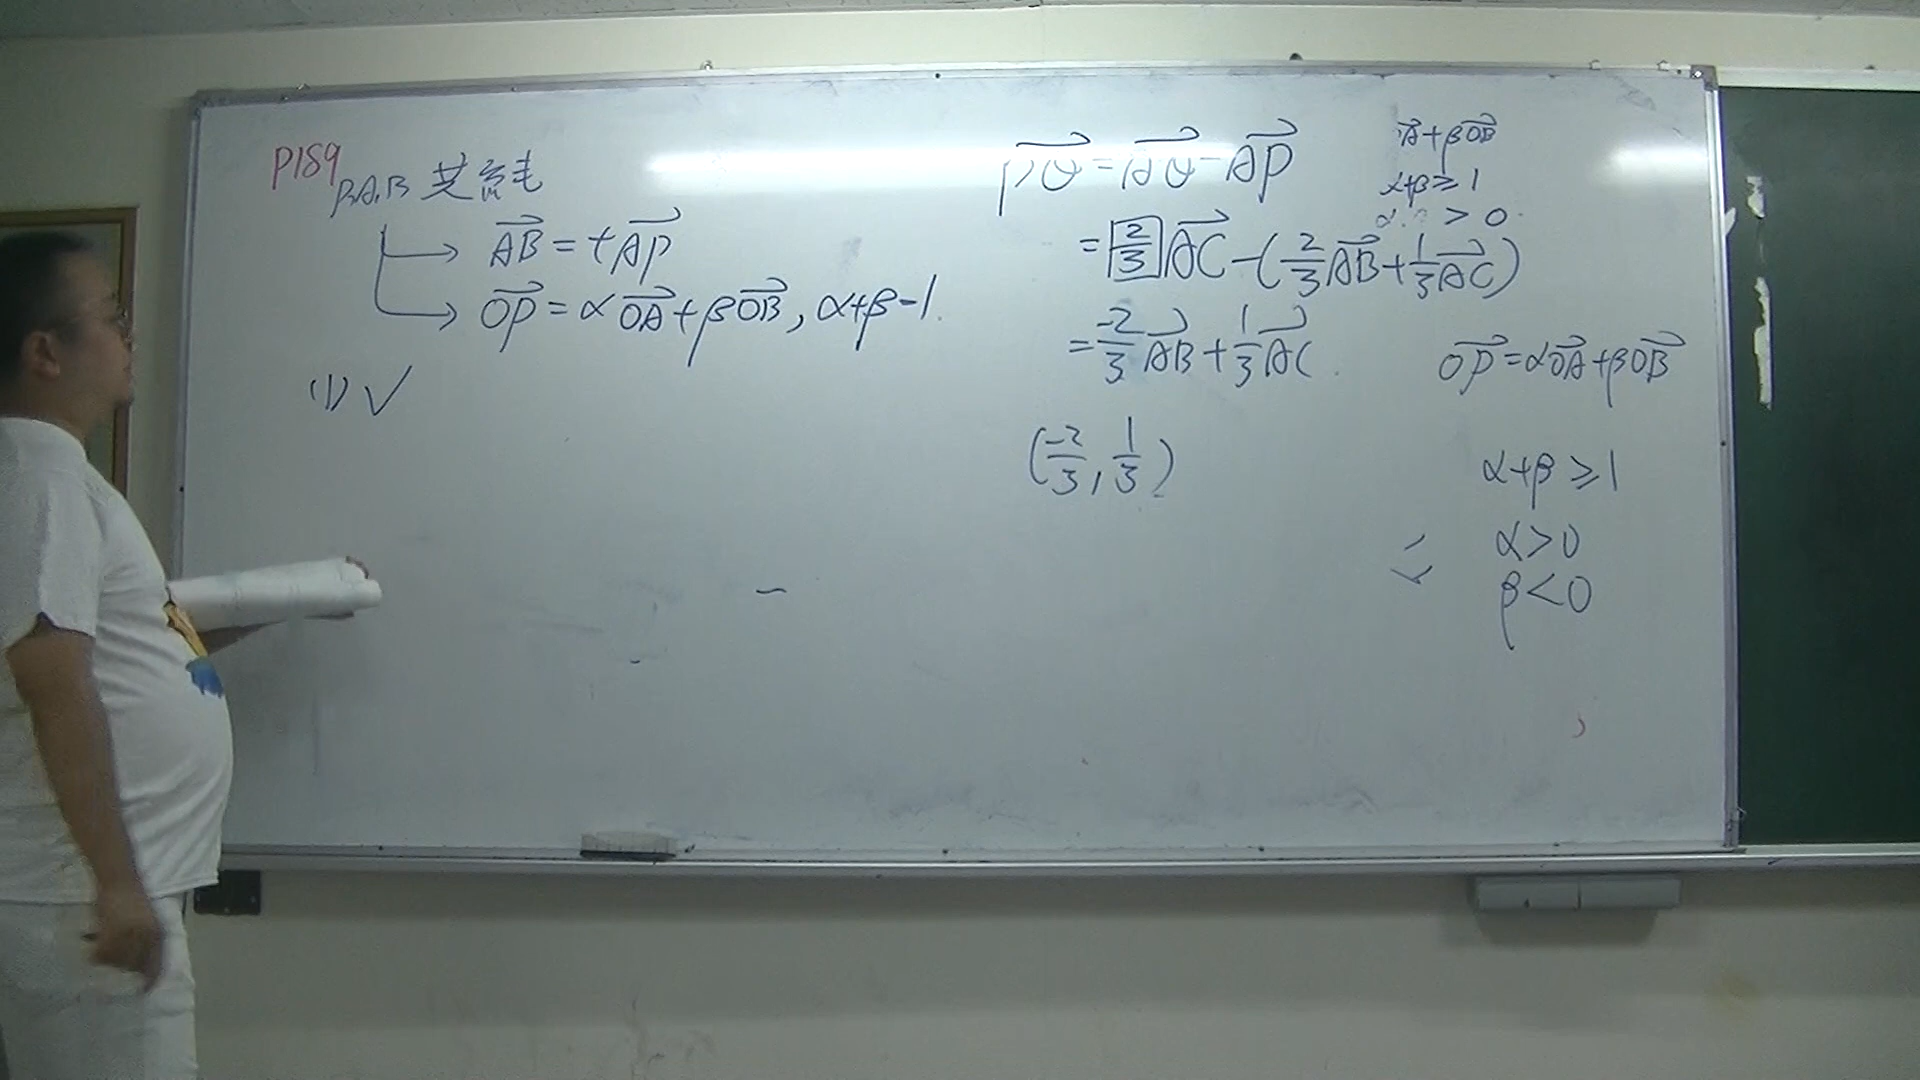 P189
P,A,B 共線
→ AB = tAP
→ OP = αOA + βOB, α+β=1
(1) ✓
PQ = AQ - AP
= 2/3 AC - (2/3 AB + 1/3 AC)
= -2/3 AB + 1/3 AC
(-2/3, 1/3)
A + βOB
α+β ≥ 1
α > 0
OP = αOA + βOB
α+β ≥ 1
α > 0
β < 0